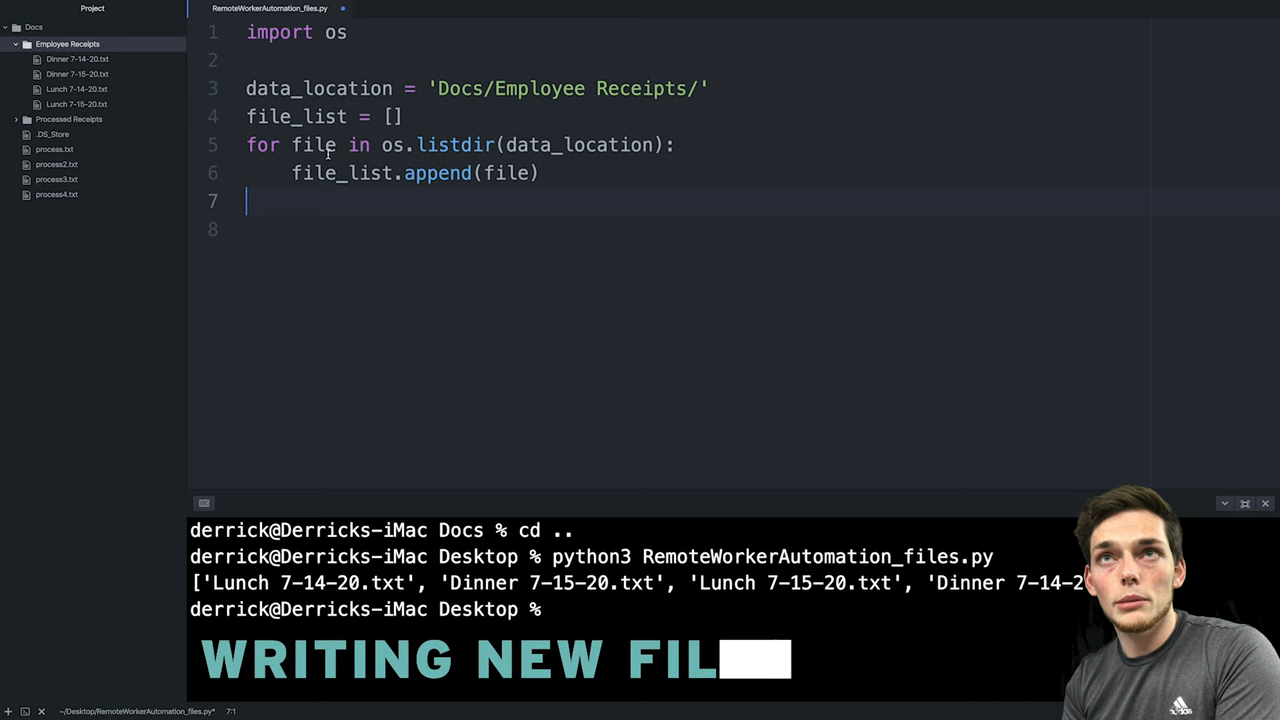 Project
RemoteWorkerAutomation_files.py
Docs
Employee Receipts
Dinner 7-14-20.txt
Dinner 7-15-20.txt
Lunch 7-14-20.txt
Lunch 7-15-20.txt
Processed Receipts
.DS_Store
process.txt
process2.txt
process3.txt
process4.txt
1 import os
2
3 data_location = 'Docs/Employee Receipts/'
4 file_list = []
5 for file in os.listdir(data_location):
6 file_list.append(file)
7
8
derrick@Derricks-iMac Docs % cd ..
derrick@Derricks-iMac Desktop % python3 RemoteWorkerAutomation_files.py
['Lunch 7-14-20.txt', 'Dinner 7-15-20.txt', 'Lunch 7-15-20.txt', 'Dinner 7-14-2
derrick@Derricks-iMac Desktop %
WRITING NEW FIL
adidas
~/Desktop/RemoteWorkerAutomation_files.py* 7:1